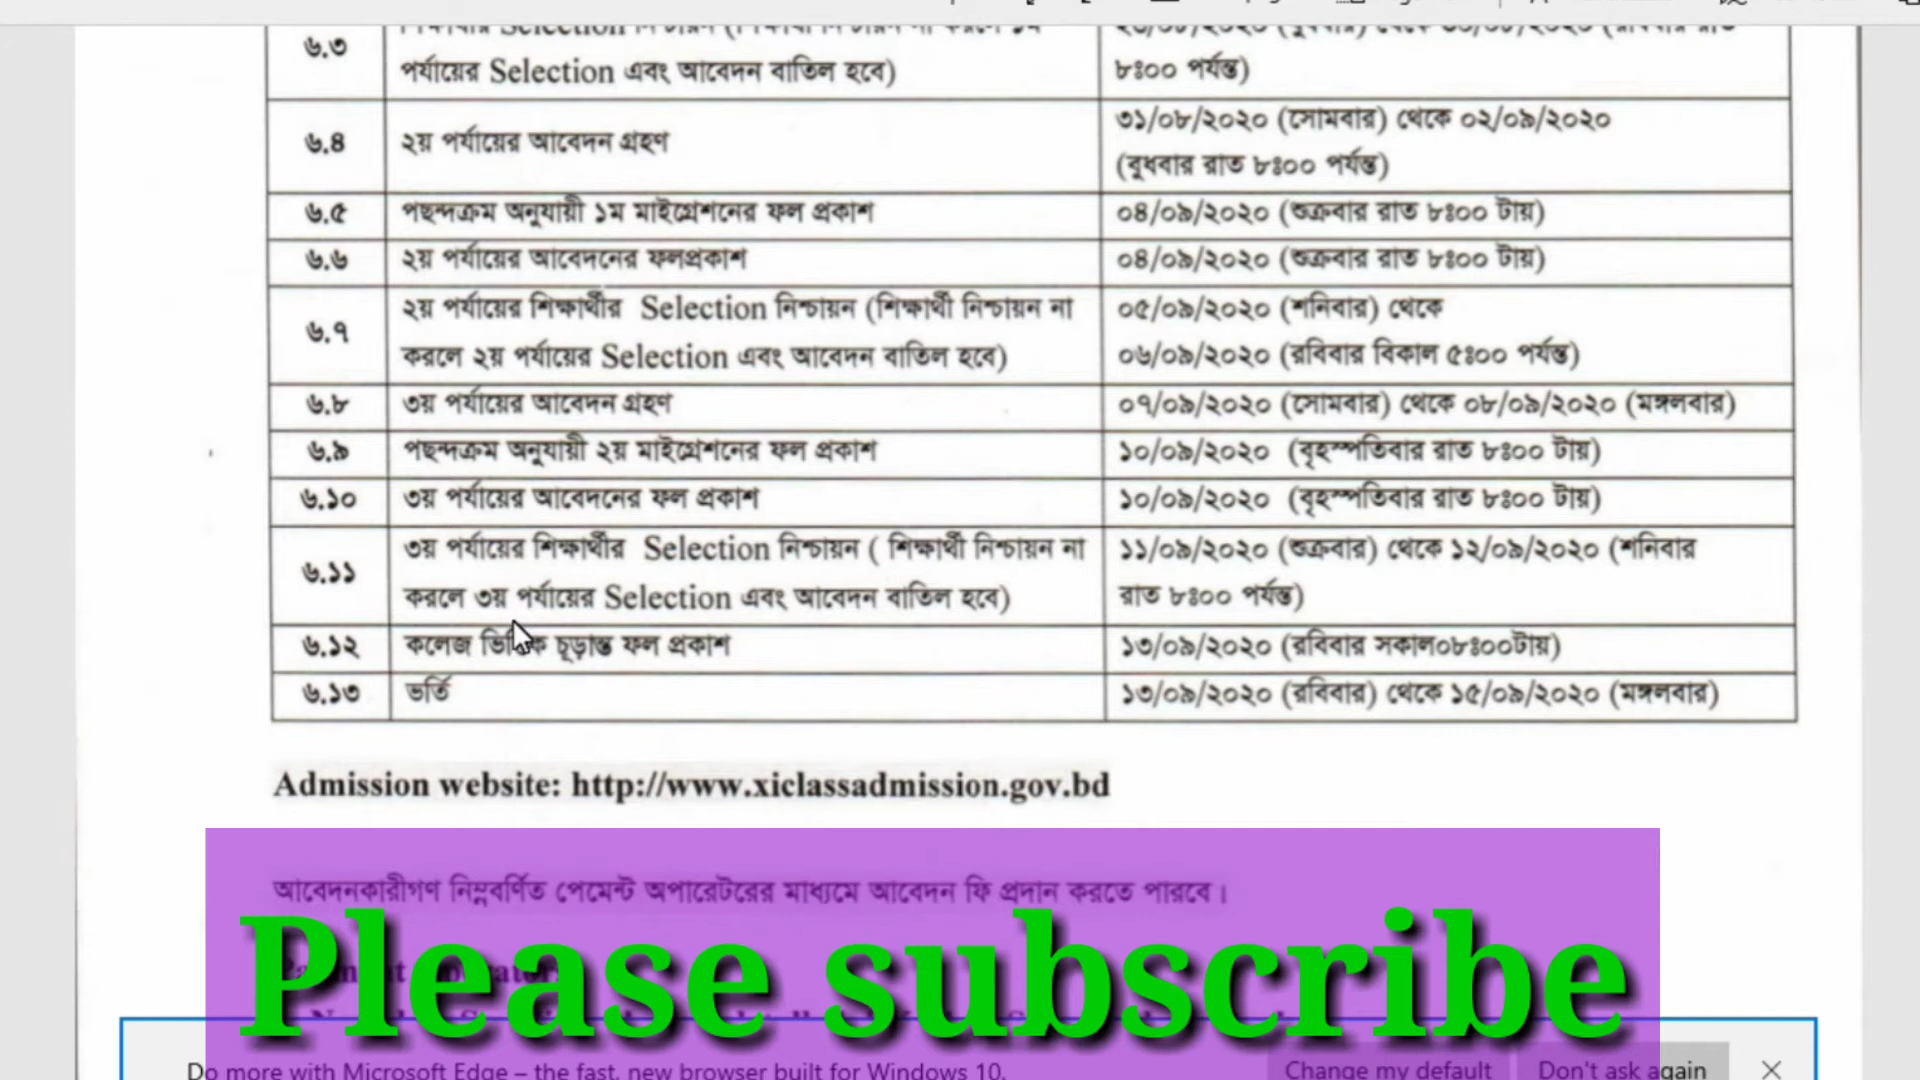 ৬.৩
পর্যায়ের Selection এবং আবেদন বাতিল হবে)
৮ঃ০০ পর্যন্ত)
৬.৪
২য় পর্যায়ের আবেদন গ্রহণ
৩১/০৮/২০২০ (সোমবার) থেকে ০২/০৯/২০২০
(বুধবার রাত ৮ঃ০০ পর্যন্ত)
৬.৫
পছন্দক্রম অনুযায়ী ১ম মাইগ্রেশনের ফল প্রকাশ
০৪/০৯/২০২০ (শুক্রবার রাত ৮ঃ০০ টায়)
৬.৬
২য় পর্যায়ের আবেদনের ফলপ্রকাশ
০৪/০৯/২০২০ (শুক্রবার রাত ৮ঃ০০ টায়)
৬.৭
২য় পর্যায়ের শিক্ষার্থীর Selection নিশ্চায়ন (শিক্ষার্থী নিশ্চায়ন না
করলে ২য় পর্যায়ের Selection এবং আবেদন বাতিল হবে)
০৫/০৯/২০২০ (শনিবার) থেকে
০৬/০৯/২০২০ (রবিবার বিকাল ৫ঃ০০ পর্যন্ত)
৬.৮
৩য় পর্যায়ের আবেদন গ্রহণ
০৭/০৯/২০২০ (সোমবার) থেকে ০৮/০৯/২০২০ (মঙ্গলবার)
৬.৯
পছন্দক্রম অনুযায়ী ২য় মাইগ্রেশনের ফল প্রকাশ
১০/০৯/২০২০ (বৃহস্পতিবার রাত ৮ঃ০০ টায়)
৬.১০
৩য় পর্যায়ের আবেদনের ফল প্রকাশ
১০/০৯/২০২০ (বৃহস্পতিবার রাত ৮ঃ০০ টায়)
৬.১১
৩য় পর্যায়ের শিক্ষার্থীর Selection নিশ্চায়ন ( শিক্ষার্থী নিশ্চায়ন না
করলে ৩য় পর্যায়ের Selection এবং আবেদন বাতিল হবে)
১১/০৯/২০২০ (শুক্রবার) থেকে ১২/০৯/২০২০ (শনিবার
রাত ৮ঃ০০ পর্যন্ত)
৬.১২
কলেজ ভিত্তিক চূড়ান্ত ফল প্রকাশ
১৩/০৯/২০২০ (রবিবার সকাল০৮ঃ০০টায়)
৬.১৩
ভর্তি
১৩/০৯/২০২০ (রবিবার) থেকে ১৫/০৯/২০২০ (মঙ্গলবার)
Admission website: http://www.xiclassadmission.gov.bd
আবেদনকারীগণ নিম্নবর্ণিত পেমেন্ট অপারেটরের মাধ্যমে আবেদন ফি প্রদান করতে পারবে।
Please subscribe
Do more with Microsoft Edge – the fast, new browser built for Windows 10.
Change my default
Don't ask again